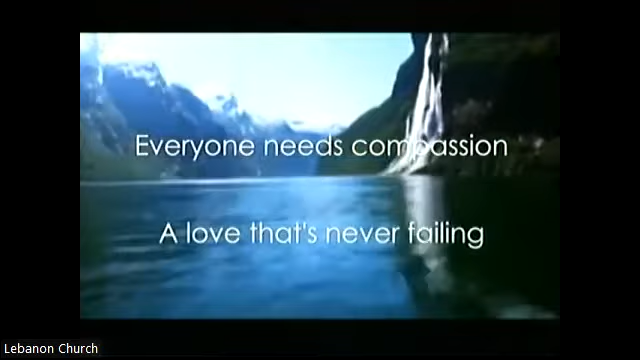 Everyone needs compassion
A love that's never failing
Lebanon Church